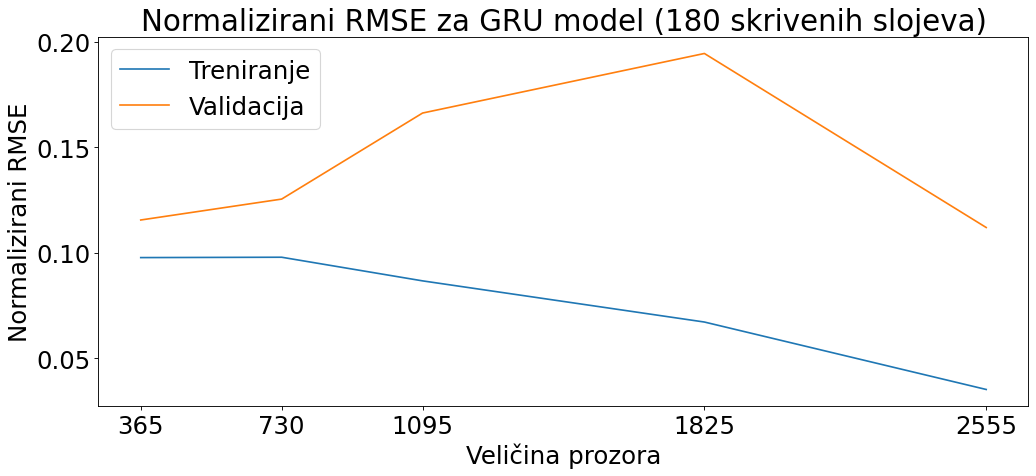 Normalizirani RMSE za GRU model (180 skrivenih slojeva)
Treniranje
Validacija
Normalizirani RMSE
0.20
0.15
0.10
0.05
365 730 1095 1825 2555
Veličina prozora